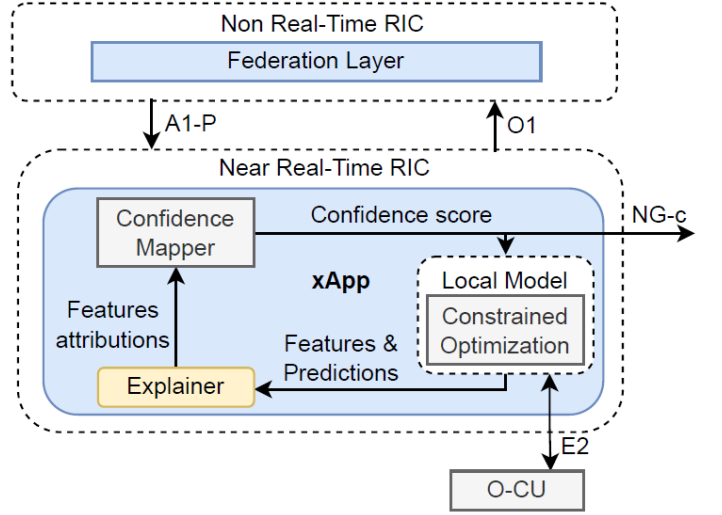 Non Real-Time RIC
Federation Layer
A1-P
O1
Near Real-Time RIC
Confidence
Mapper
Confidence score
NG-c
xApp
Local Model
Constrained
Optimization
Features
attributions
Features &
Predictions
Explainer
E2
O-CU